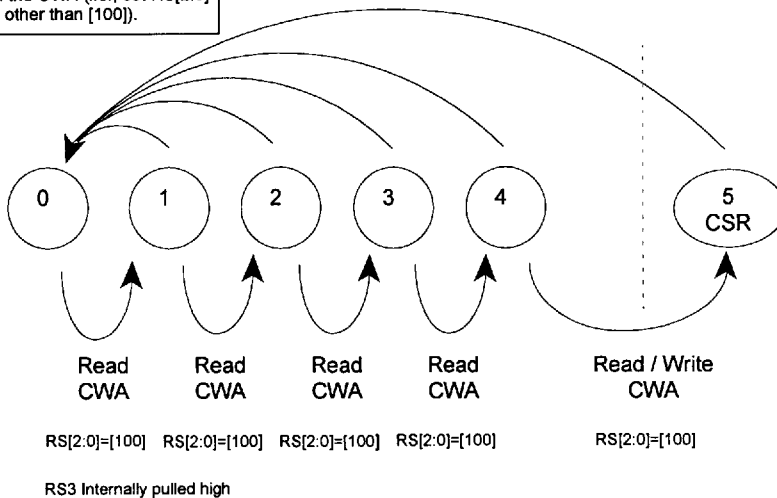 other than [100]).
0
1
2
3
4
5
CSR
Read
CWA
Read
CWA
Read
CWA
Read
CWA
Read / Write
CWA
RS[2:0]=[100]
RS[2:0]=[100]
RS[2:0]=[100]
RS[2:0]=[100]
RS[2:0]=[100]
RS3 Internally pulled high